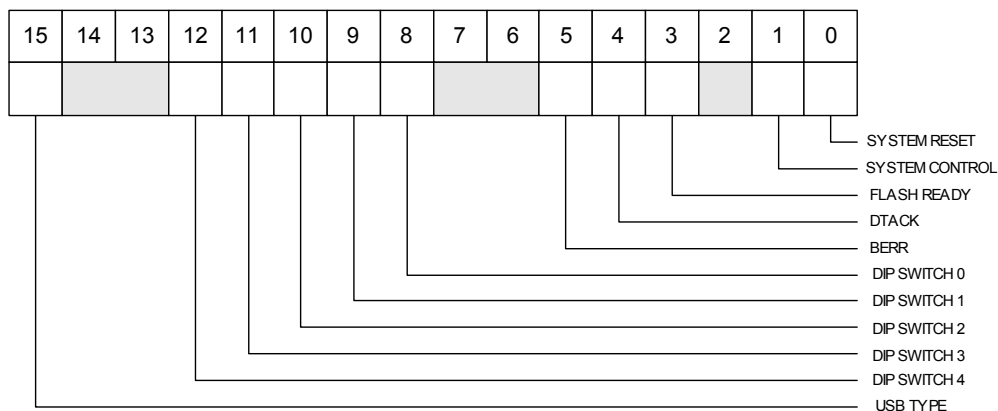 15 14 13 12 11 10 9 8 7 6 5 4 3 2 1 0
SYSTEM RESET
SYSTEM CONTROL
FLASH READY
DTACK
BERR
DIP SWITCH 0
DIP SWITCH 1
DIP SWITCH 2
DIP SWITCH 3
DIP SWITCH 4
USB TYPE